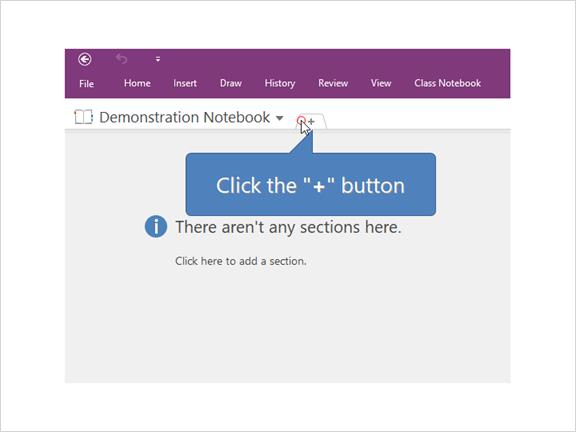 File Home Insert Draw History Review View Class Notebook
Demonstration Notebook +
Click the "+" button
There aren't any sections here.
Click here to add a section.